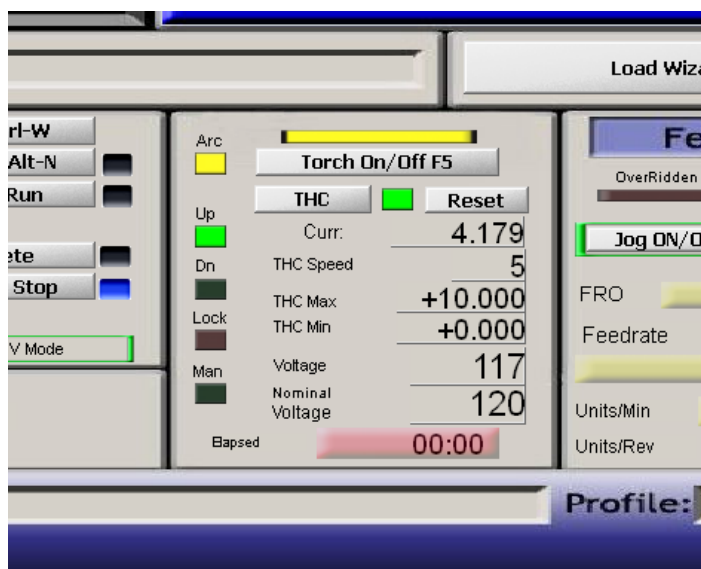 Load Wiza
rl-W
Alt-N
Run
ete
Stop
V Mode
Arc
Torch On/Off F5
THC
Reset
Up
Curr: 4.179
Dn
THC Speed 5
THC Max +10.000
Lock
THC Min +0.000
Man
Voltage 117
Nominal
Voltage 120
Elapsed 00:00
Fe
OverRidden
Jog ON/O
FRO
Feedrate
Units/Min
Units/Rev
Profile: